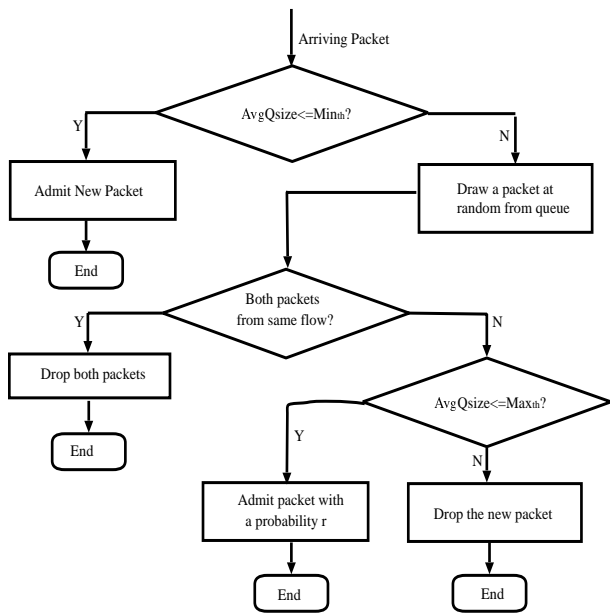 Arriving Packet
AvgQsize<=Minth?
Y
N
Admit New Packet
Draw a packet at
random from queue
End
Both packets
from same flow?
Y
N
Drop both packets
AvgQsize<=Maxth?
End
Y
N
Admit packet with
a probability r
Drop the new packet
End
End